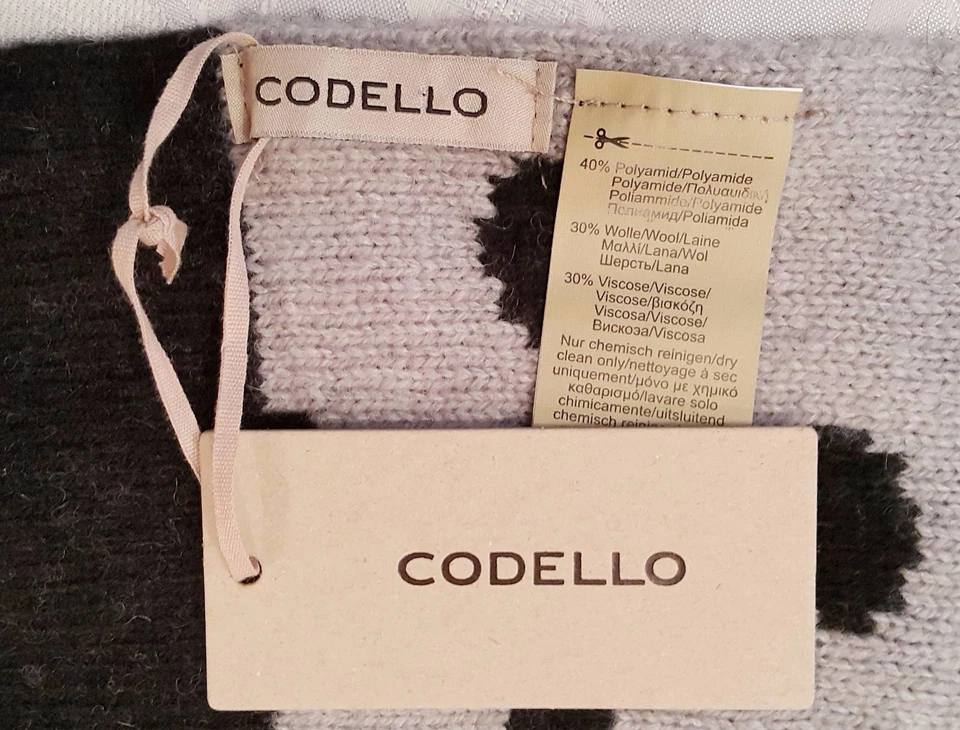 CODELLO
40% Polyamid/Polyamide
Polyamide/Πολυαμιδική
Poliammide/Polyamide
Полиамид/Poliamida
30% Wolle/Wool/Laine
Μαλλί/Lana/Wol
Шерсть/Lana
30% Viscose/Viscose/
Viscose/βισκόζη
Viscosa/Viscose/
Вискоза/Viscosa
Nur chemisch reinigen/dry
clean only/nettoyage à sec
uniquement/μόνο με χημικό
καθαρισμό/lavare solo
chimicamente/uitsluitend
chemisch
CODELLO